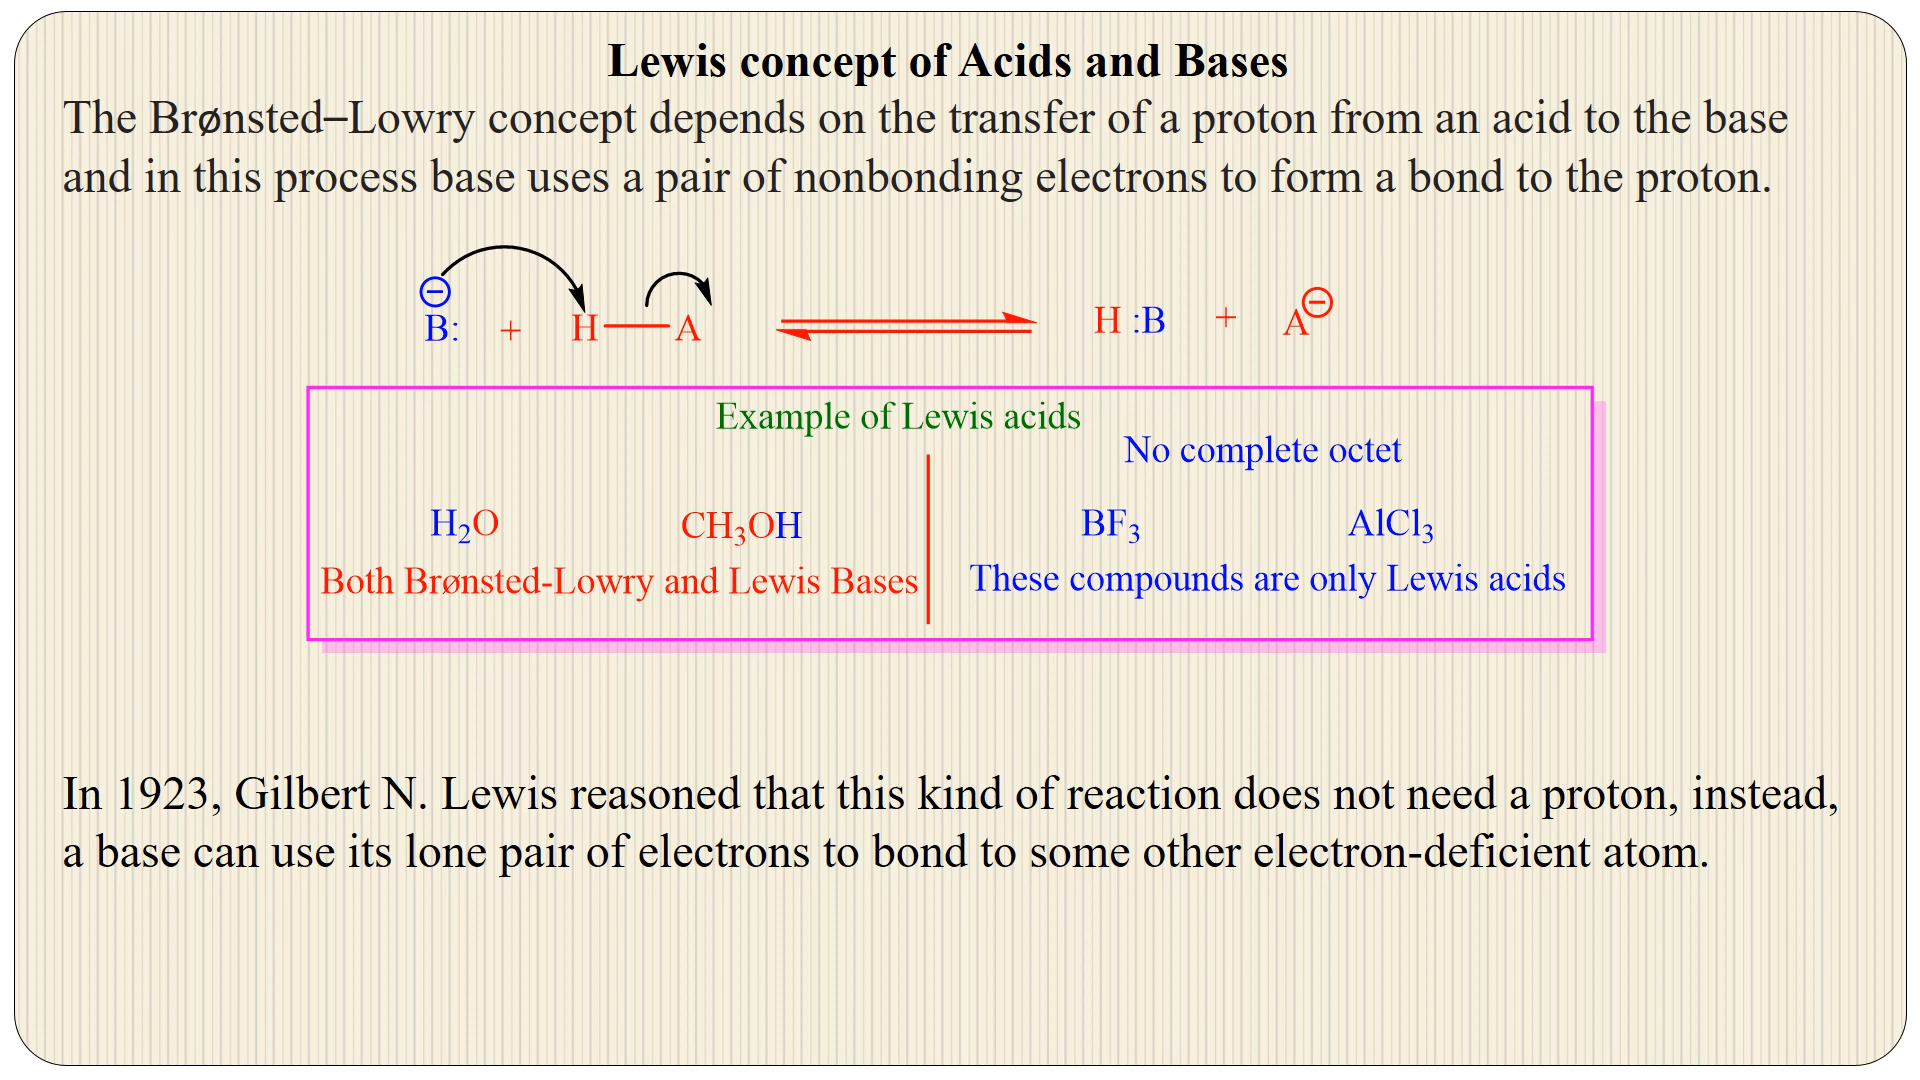 Lewis concept of Acids and Bases
The Brønsted–Lowry concept depends on the transfer of a proton from an acid to the base
and in this process base uses a pair of nonbonding electrons to form a bond to the proton.
⊖ ⊖
B: + H—A ⇌ H :B + A
Example of Lewis acids
No complete octet
H₂O CH₃OH BF₃ AlCl₃
Both Brønsted-Lowry and Lewis Bases These compounds are only Lewis acids
In 1923, Gilbert N. Lewis reasoned that this kind of reaction does not need a proton, instead,
a base can use its lone pair of electrons to bond to some other electron-deficient atom.